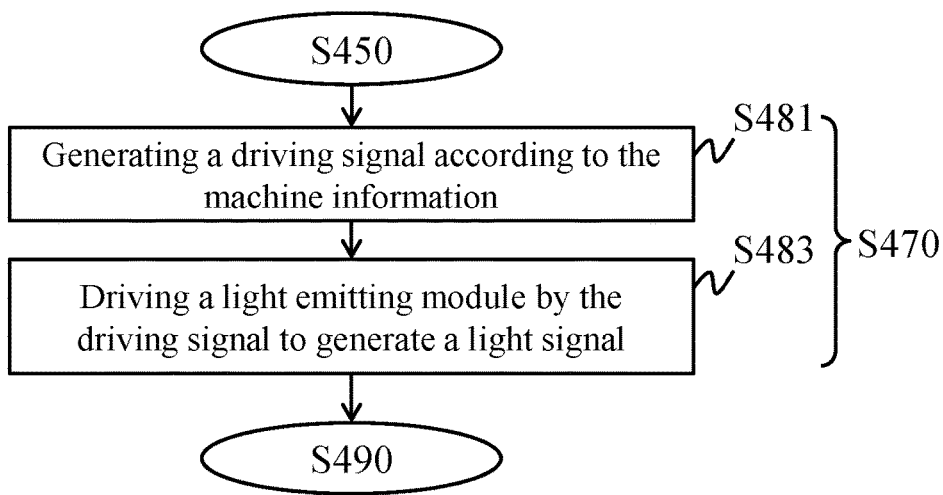 S450
S481
Generating a driving signal according to the
machine information
S470
S483
Driving a light emitting module by the
driving signal to generate a light signal
S490